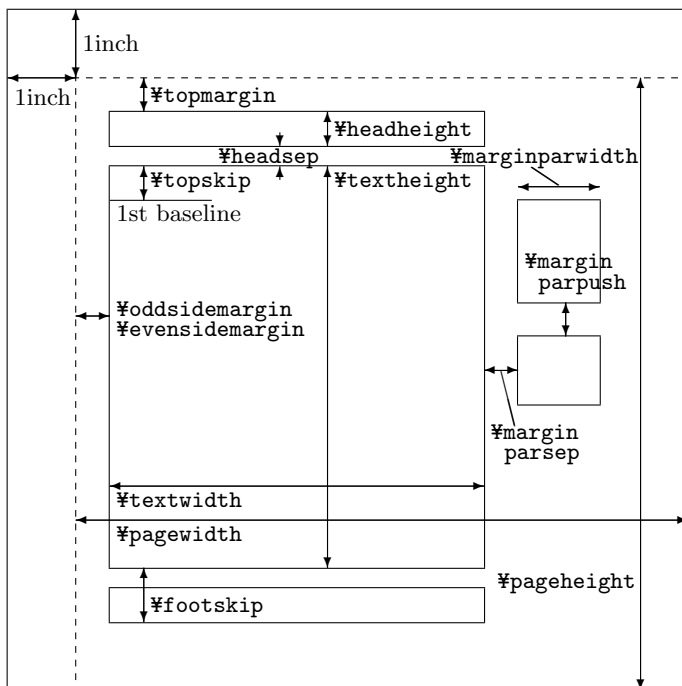 1inch
1inch
¥topmargin
¥headheight
¥headsep
¥marginparwidth
¥topskip
¥textheight
1st baseline
¥margin
parpush
¥oddsidemargin
¥evensidemargin
¥margin
parsep
¥textwidth
¥pagewidth
¥pageheight
¥footskip